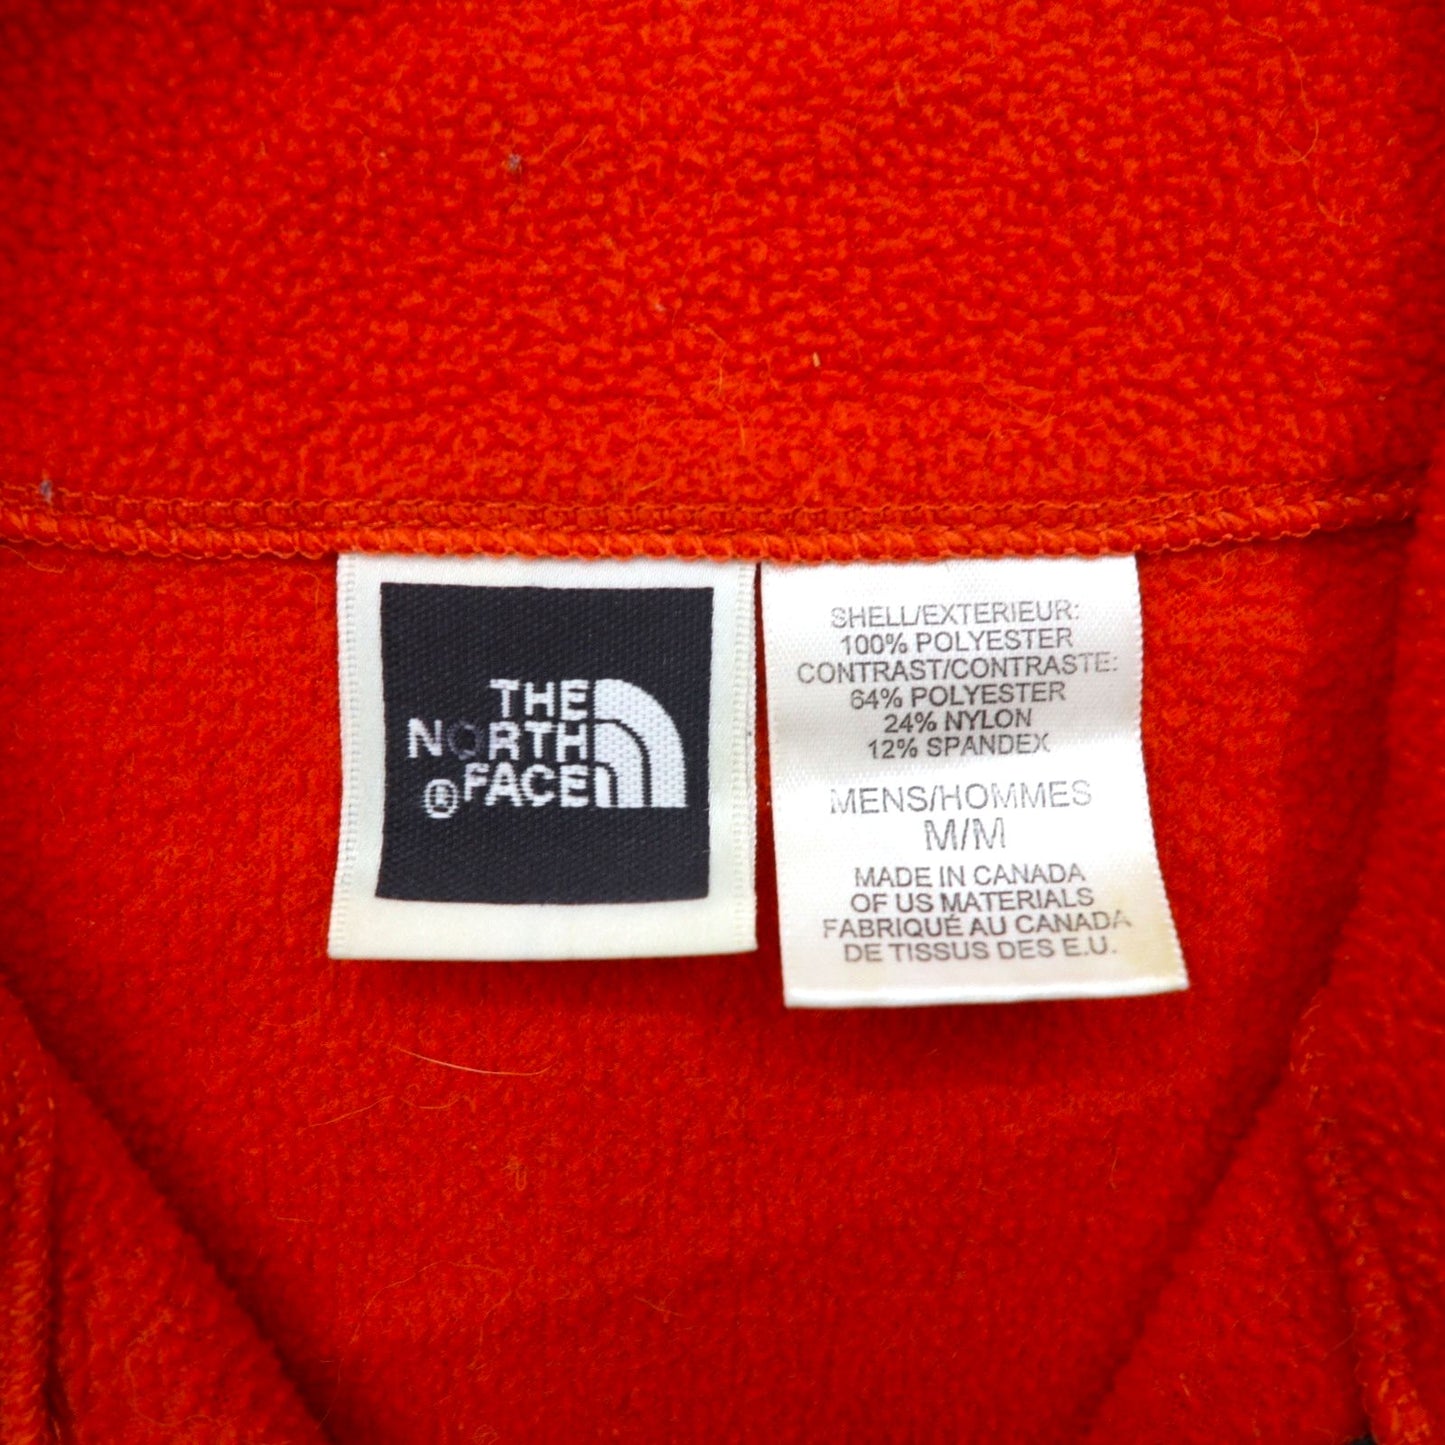 THE
NORTH
FACE
®
SHELL/EXTERIEUR:
100% POLYESTER
CONTRAST/CONTRASTE:
64% POLYESTER
24% NYLON
12% SPANDEX
MENS/HOMMES
M/M
MADE IN CANADA
OF US MATERIALS
FABRIQUÉ AU CANADA
DE TISSUS DES E.U.